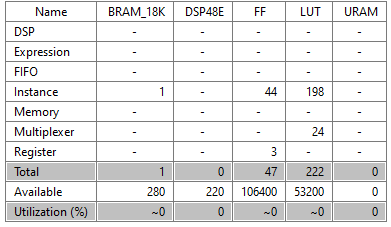 Name BRAM_18K DSP48E FF LUT URAM
DSP - - - - -
Expression - - - - -
FIFO - - - - -
Instance 1 - 44 198 -
Memory - - - - -
Multiplexer - - - 24 -
Register - - 3 - -
Total 1 0 47 222 0
Available 280 220 106400 53200 0
Utilization (%) ~0 0 ~0 ~0 0